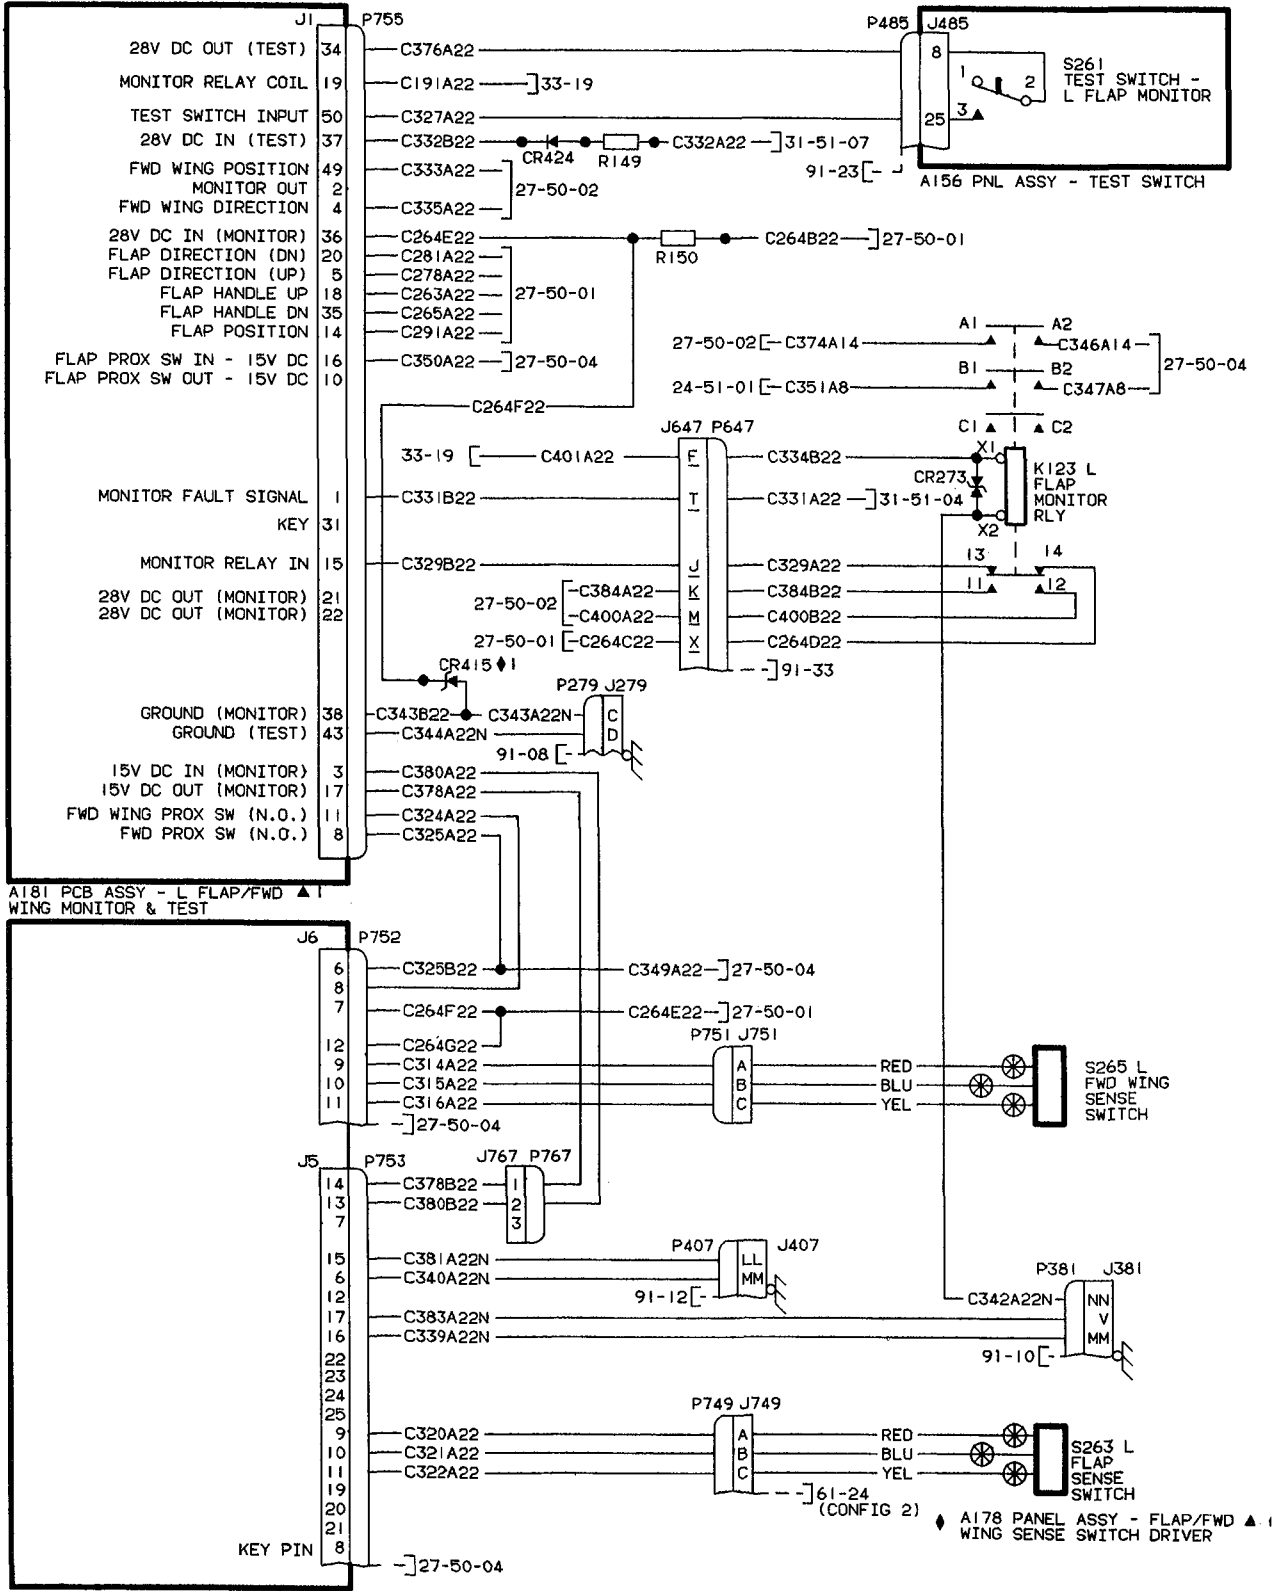 J1 P755
28V DC OUT (TEST) 34 C376A22
MONITOR RELAY COIL 19 C191A22 33-19
TEST SWITCH INPUT 50 C327A22
28V DC IN (TEST) 37 C332B22 CR424 R149 C332A22 31-51-07
P485 J485
8
25
1 2 3
S261
TEST SWITCH -
L FLAP MONITOR
91-23
A156 PNL ASSY - TEST SWITCH
FWD WING POSITION 49 C333A22
MONITOR OUT 2 27-50-02
FWD WING DIRECTION 4 C335A22
28V DC IN (MONITOR) 36 C264E22 R150 C264B22 27-50-01
FLAP DIRECTION (DN) 20 C281A22
FLAP DIRECTION (UP) 5 C278A22
FLAP HANDLE UP 18 C263A22 27-50-01
FLAP HANDLE DN 35 C265A22
FLAP POSITION 14 C291A22
FLAP PROX SW IN - 15V DC 16 C350A22 27-50-04
FLAP PROX SW OUT - 15V DC 10
A1 A2
27-50-02 C374A14 C346A14
27-50-04
B1 B2
24-51-01 C351A8 C347A8
C1 C2
C264F22
J647 P647
33-19 C401A22 F C334B22 X1
CR273
K123 L
FLAP
MONITOR
RLY
MONITOR FAULT SIGNAL 1 C331B22 T C331A22 31-51-04
X2
KEY 31
MONITOR RELAY IN 15 C329B22 J C329A22 13 14
28V DC OUT (MONITOR) 21
28V DC OUT (MONITOR) 22
27-50-02 C384A22 K C384B22 11 12
C400A22 M C400B22
27-50-01 C264C22 X C264D22
91-33
CR415 ♦1
P279 J279
GROUND (MONITOR) 38 C343B22 C343A22N C
GROUND (TEST) 43 C344A22N D
91-08
15V DC IN (MONITOR) 3 C380A22
15V DC OUT (MONITOR) 17 C378A22
FWD WING PROX SW (N.O.) 11 C324A22
FWD PROX SW (N.O.) 8 C325A22
A181 PCB ASSY - L FLAP/FWD ▲1
WING MONITOR & TEST
J6 P752
6 C325B22 C349A22 27-50-04
8
7 C264F22 C264E22 27-50-01
12 C264G22
P751 J751
9 C314A22 A RED
10 C315A22 B BLU
11 C316A22 C YEL
S265 L
FWD WING
SENSE
SWITCH
27-50-04
J5 P753
J767 P767
14 C378B22 1
13 C380B22 2
7 3
P407 J407
15 C381A22N LL
6 C340A22N MM
12 91-12
P381 J381
C342A22N NN
17 C383A22N V
16 C339A22N MM
91-10
22
23
24
25
P749 J749
9 C320A22 A RED
10 C321A22 B BLU
11 C322A22 C YEL
S263 L
FLAP
SENSE
SWITCH
19
61-24
(CONFIG 2)
20
21
KEY PIN 8
27-50-04
♦ A178 PANEL ASSY - FLAP/FWD ▲1
WING SENSE SWITCH DRIVER